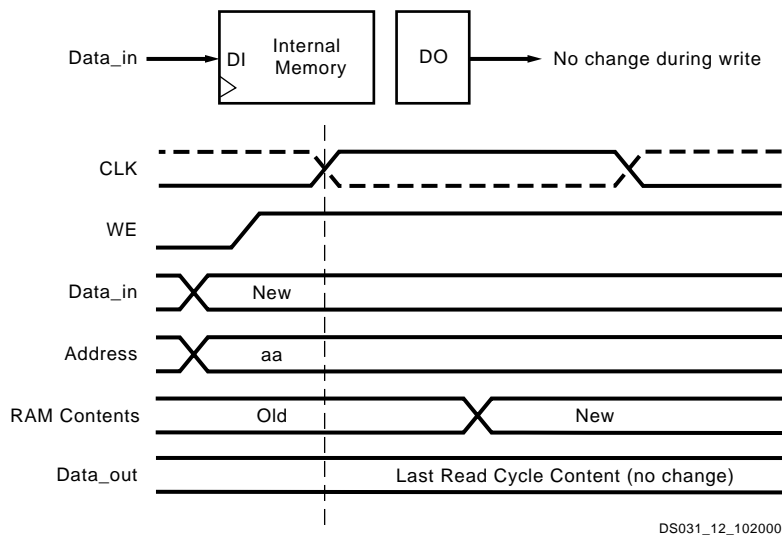 Data_in
DI
Internal
Memory
DO
No change during write
CLK
WE
Data_in
New
Address
aa
RAM Contents
Old
New
Data_out
Last Read Cycle Content (no change)
DS031_12_102000